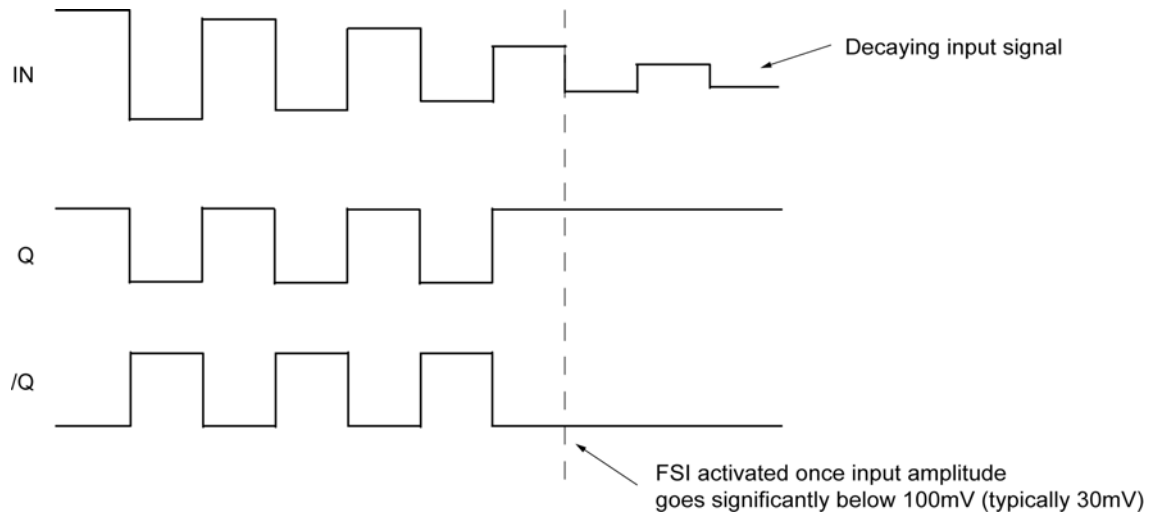 IN
Decaying input signal
Q
/Q
FSI activated once input amplitude
goes significantly below 100mV (typically 30mV)